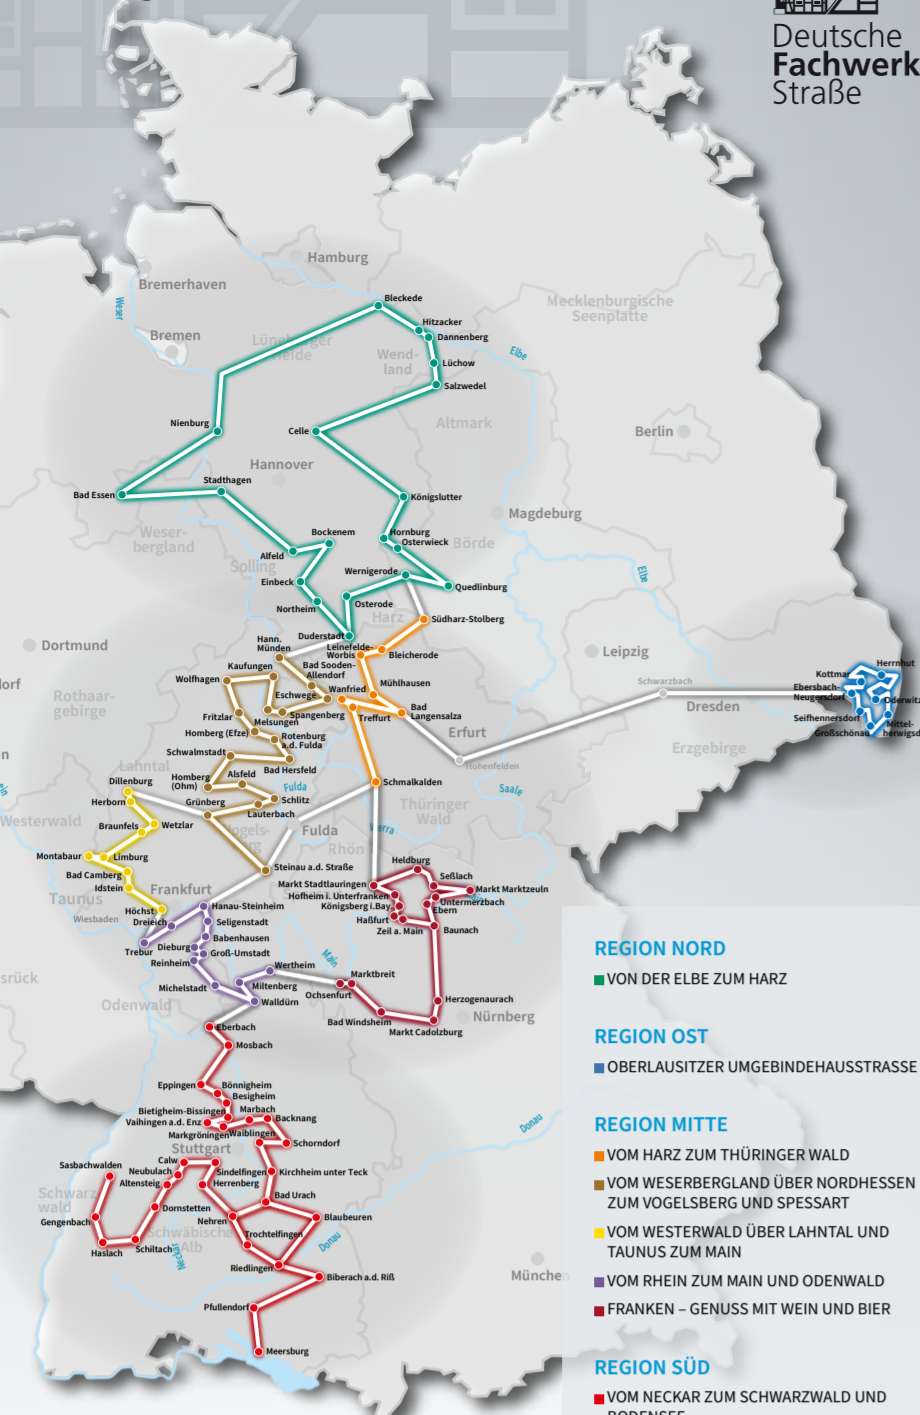 Deutsche
Fachwerk
Straße
Hamburg
Bremerhaven
Bleckede
Weser
Mecklenburgische
Seenplatte
Hitzacker
Bremen
Dannenberg
Wend-
land
Elbe
Lüchow
Salzwedel
Nienburg
Celle
Altmark
Berlin
Hannover
Stadthagen
Bad Essen
Königslutter
Magdeburg
Weser-
bergland
Bockenem
Hornburg
Osterwieck
Börde
Alfeld
Solling
Wernigerode
Elbe
Einbeck
Quedlinburg
Northeim
Osterode
Harz
Südharz-Stolberg
Duderstadt
Dortmund
Hann.
Münden
Leinefelde-
Worbis
Bleicherode
Leipzig
Kaufungen
Bad Sooden-
Allendorf
Herrnhut
Wolfhagen
Mühlhausen
Schwarzbach
Kottmar
Rothaar-
gebirge
Eschwege
Wanfried
Ebersbach-
Neugersdorf
Oderwitz
Fritzlar
Melsungen
Spangenberg
Treffurt
Bad
Langensalza
Dresden
Seifhennersdorf
Mittel-
herwigsd
Großschönau
Homberg (Efze)
Rotenburg
a.d. Fulda
Erfurt
Erzgebirge
Schwalmstadt
Bad Hersfeld
Hohenfelden
Lahntal
Dillenburg
Homberg
(Ohm)
Alsfeld
Fulda
Schmalkalden
Saale
Herborn
Grünberg
Schlitz
Lauterbach
Thüringer
Wald
Westerwald
Braunfels
Wetzlar
Fulda
Werra
Rhön
Montabaur
Limburg
Heldburg
Bad Camberg
Steinau a.d. Straße
Seßlach
Idstein
Frankfurt
Markt Stadtlauringen
Markt Marktzeuln
Taunus
Hofheim i. Unterfranken
Untermerzbach
Wiesbaden
Höchst
Hanau-Steinheim
Königsberg i.Bay.
Ebern
Dreieich
Seligenstadt
Haßfurt
Zeil a. Main
Baunach
Trebur
Dieburg
Babenhausen
Groß-Umstadt
Reinheim
Main
Wertheim
Marktbreit
Michelstadt
Miltenberg
Ochsenfurt
Odenwald
Walldürn
Herzogenaurach
Bad Windsheim
Nürnberg
Eberbach
Markt Cadolzburg
Mosbach
Eppingen
Bönnigheim
Besigheim
Bietigheim-Bissingen
Marbach
Vaihingen a.d. Enz
Backnang
Markgröningen
Waiblingen
Donau
Stuttgart
Schorndorf
Sasbachwalden
Calw
Neubulach
Sindelfingen
Kirchheim unter Teck
Altensteig
Herrenberg
Schwarz
wald
Dornstetten
Bad Urach
Gengenbach
Nehren
Blaubeuren
Schwäbische
Alb
Trochtelfingen
Haslach
Schiltach
Neckar
Donau
Riedlingen
Biberach a.d. Riß
München
Pfullendorf
Meersburg
REGION NORD
VON DER ELBE ZUM HARZ
REGION OST
OBERLAUSITZER UMGEBINDEHAUSSTRASSE
REGION MITTE
VOM HARZ ZUM THÜRINGER WALD
VOM WESERBERGLAND ÜBER NORDHESSEN
ZUM VOGELSBERG UND SPESSART
VOM WESTERWALD ÜBER LAHNTAL UND
TAUNUS ZUM MAIN
VOM RHEIN ZUM MAIN UND ODENWALD
FRANKEN – GENUSS MIT WEIN UND BIER
REGION SÜD
VOM NECKAR ZUM SCHWARZWALD UND